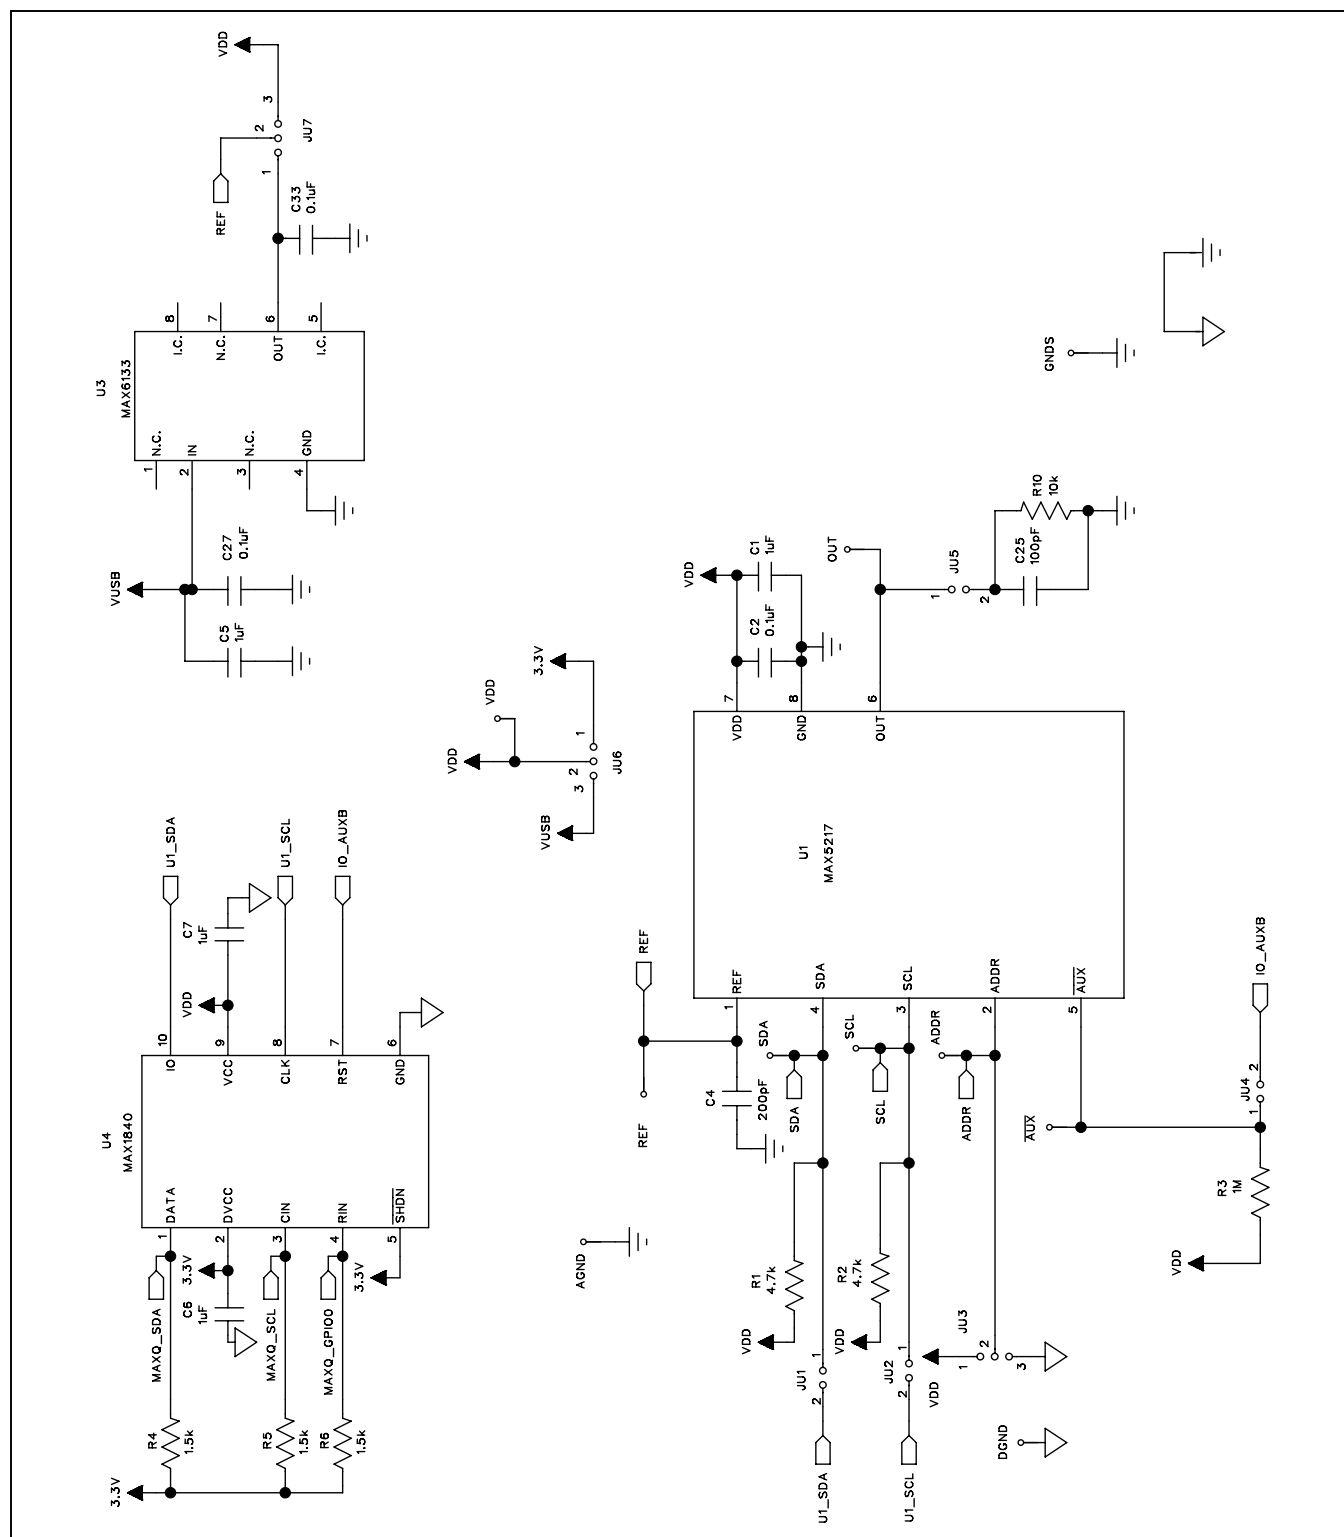 3.3V
R4
1.5k
R5
1.5k
R6
1.5k
MAXQ_SDA
C6
1uF
3.3V
MAXQ_SCL
MAXQ_GPIO0
3.3V
1
2
3
4
5
DATA
DVCC
CIN
RIN
SHDN
U4
MAX1840
IO
VCC
CLK
RST
GND
10
9
8
7
6
VDD
C7
1uF
U1_SDA
U1_SCL
IO_AUXB
VUSB
C5
1uF
C27
0.1uF
1
2
3
4
N.C.
IN
N.C.
GND
U3
MAX6133
I.C.
N.C.
OUT
I.C.
8
7
6
5
C33
0.1uF
REF
1
2
3
JU7
VDD
VUSB
VDD
VDD
3.3V
3
2
1
JU6
AGND
REF
REF
C4
200pF
U1_SDA
2
1
JU1
VDD
R1
4.7k
SDA
SDA
U1_SCL
2
1
JU2
VDD
R2
4.7k
SCL
SCL
DGND
VDD
1
2
3
JU3
ADDR
ADDR
AUX
VDD
R3
1M
1
2
JU4
IO_AUXB
1
4
3
2
5
REF
SDA
SCL
ADDR
AUX
U1
MAX5217
VDD
GND
OUT
7
8
6
VDD
C2
0.1uF
C1
1uF
OUT
1
2
JU5
C25
100pF
R10
10k
GNDS